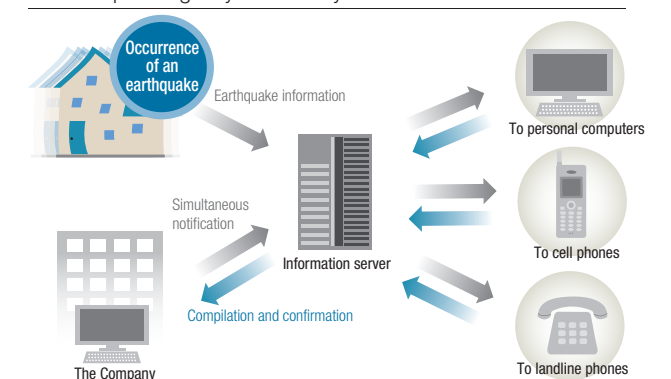 Occurrence
of an
earthquake
Earthquake information
To personal computers
Simultaneous
notification
Information server
To cell phones
Compilation and confirmation
The Company
To landline phones